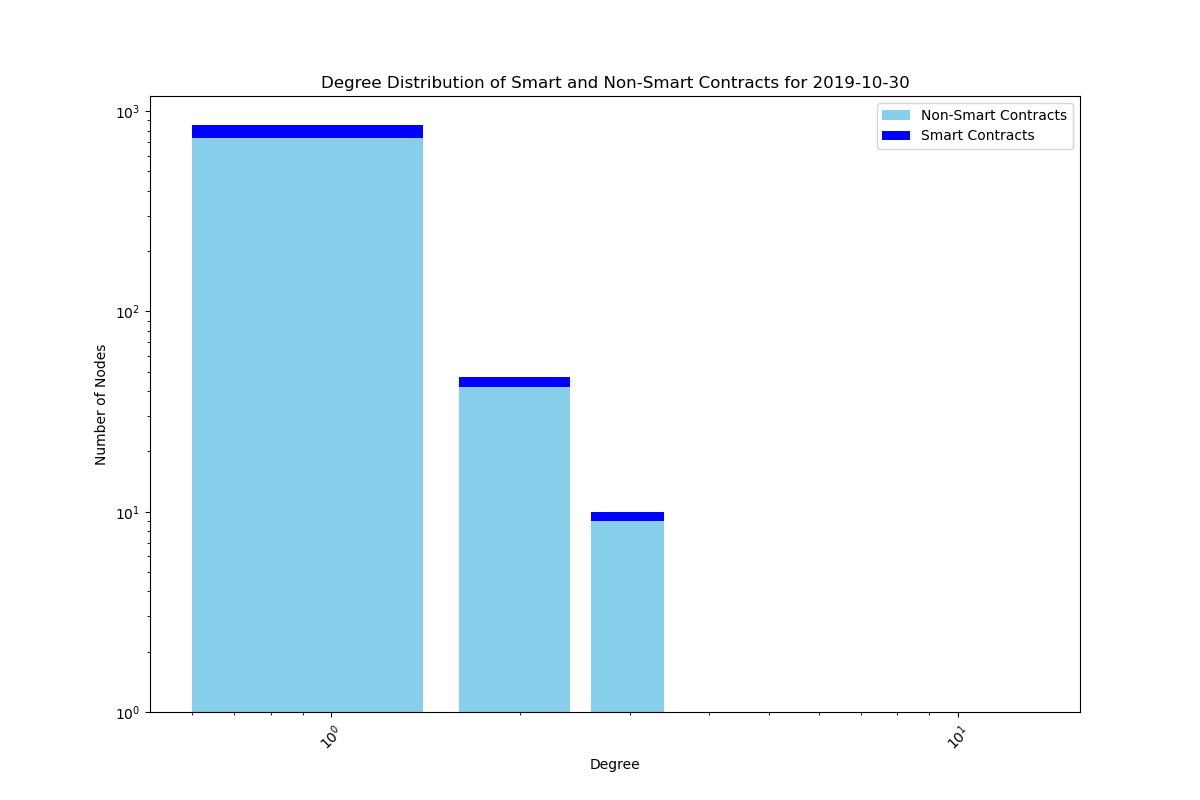 Degree Distribution of Smart and Non-Smart Contracts for 2019-10-30
Non-Smart Contracts
Smart Contracts
Number of Nodes
10³
10²
10¹
10⁰
10⁰
10¹
Degree